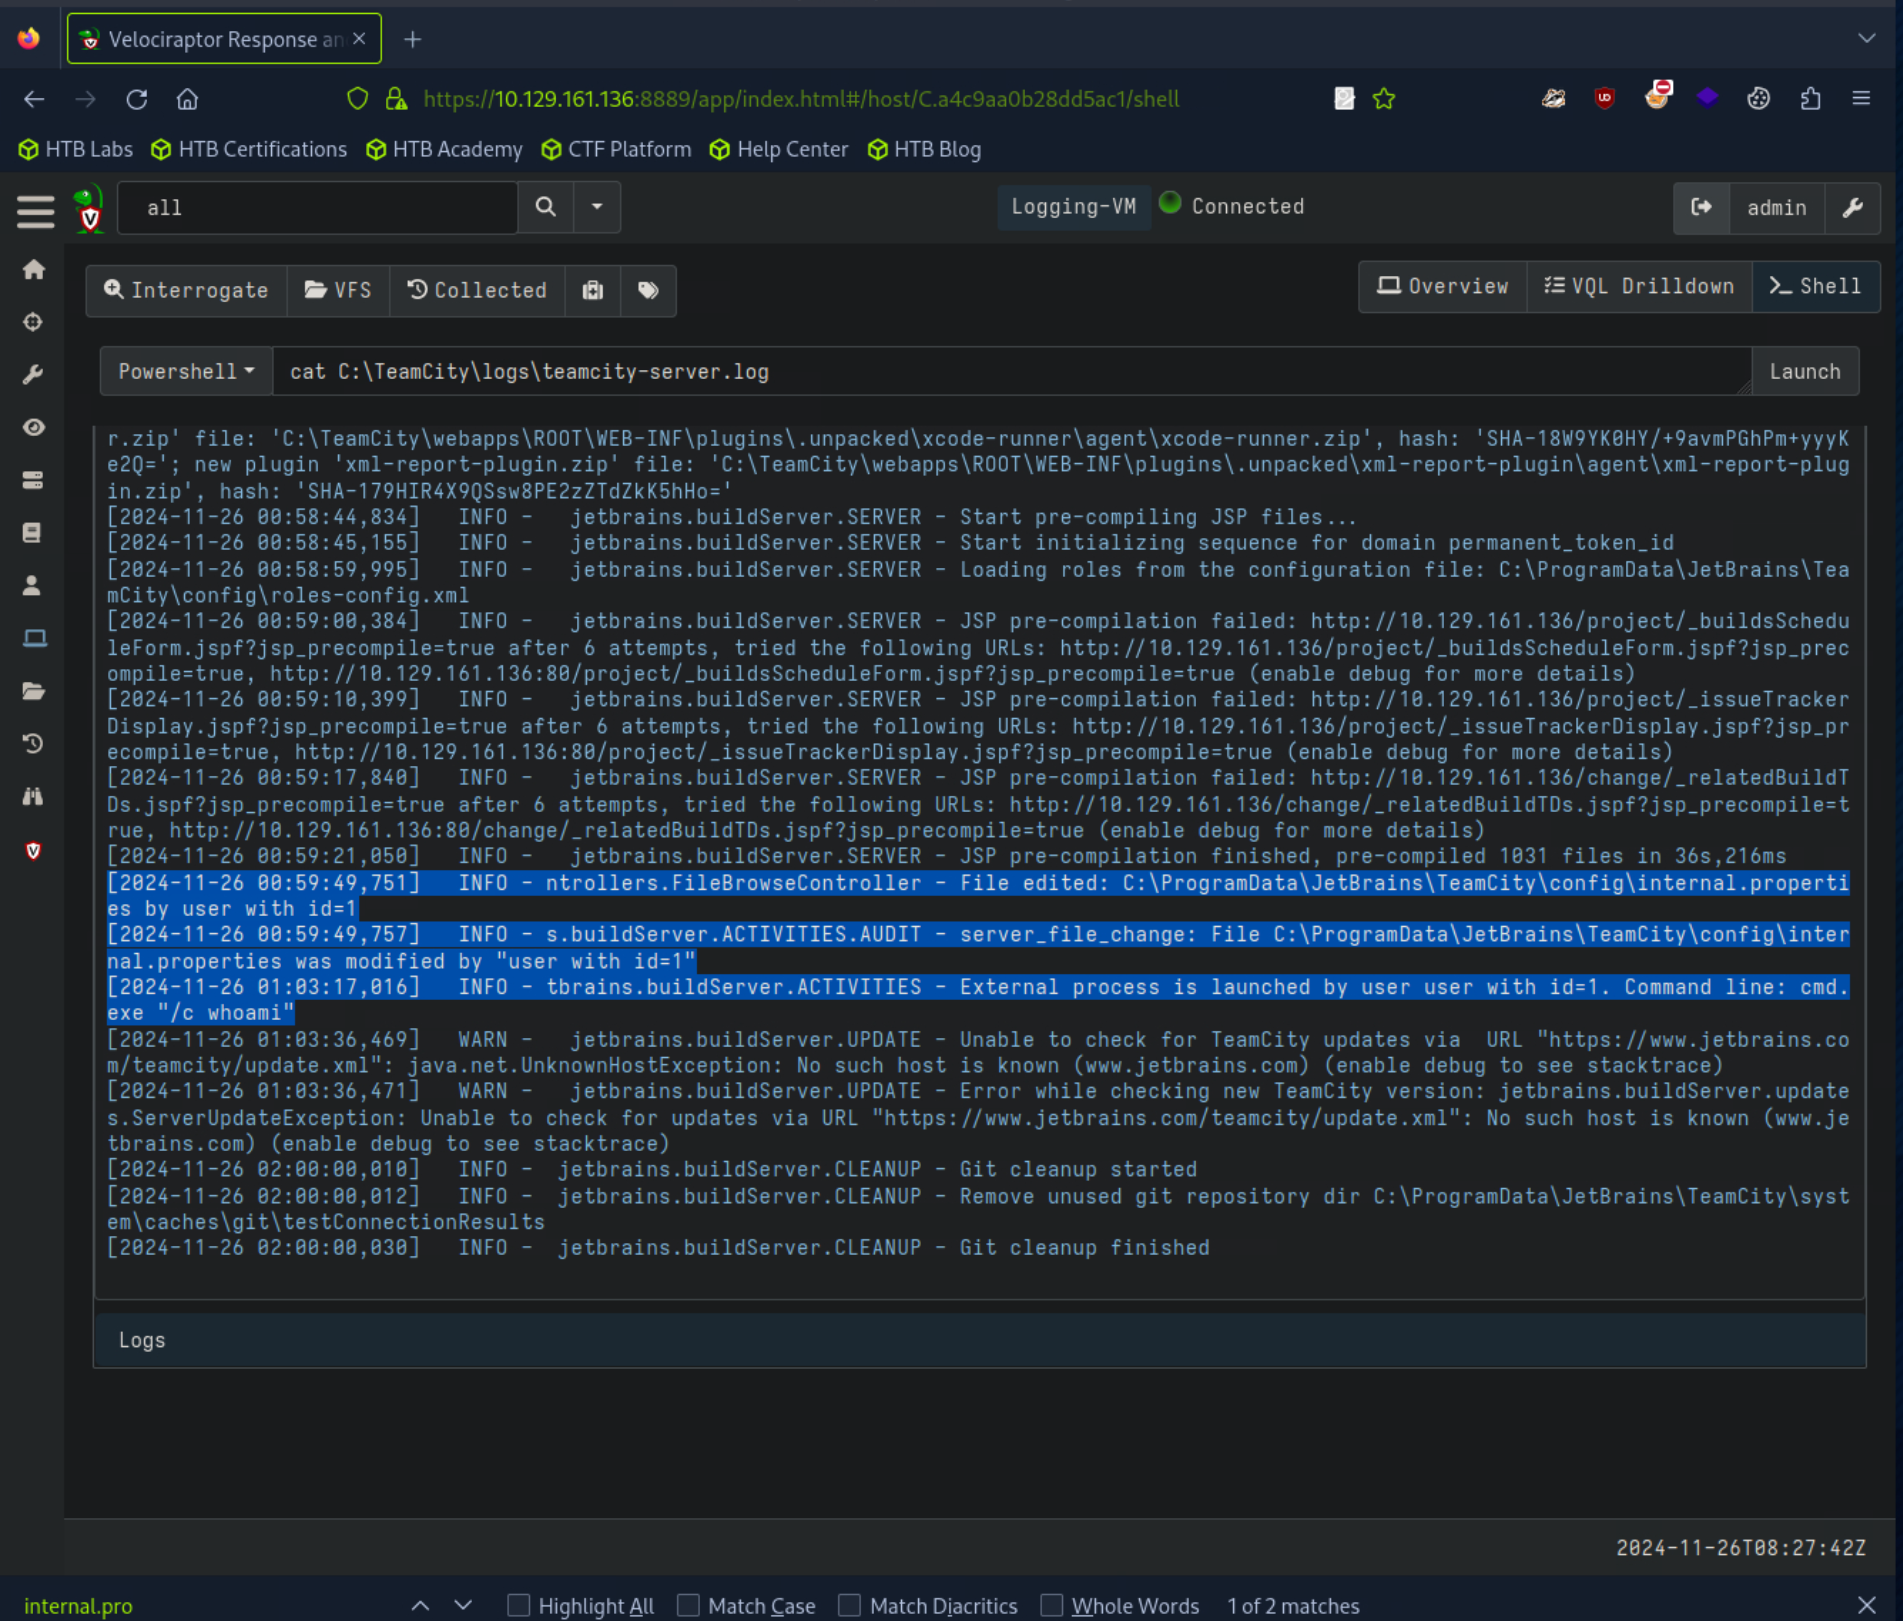 Velociraptor Response an
https://10.129.161.136:8889/app/index.html#/host/C.a4c9aa0b28dd5ac1/shell
HTB Labs HTB Certifications HTB Academy CTF Platform Help Center HTB Blog
all Logging-VM Connected admin
Interrogate VFS Collected Overview VQL Drilldown Shell
Powershell cat C:\TeamCity\logs\teamcity-server.log Launch
r.zip' file: 'C:\TeamCity\webapps\ROOT\WEB-INF\plugins\.unpacked\xcode-runner\agent\xcode-runner.zip', hash: 'SHA-18W9YK0HY/+9avmPGhPm+yyyK
e2Q='; new plugin 'xml-report-plugin.zip' file: 'C:\TeamCity\webapps\ROOT\WEB-INF\plugins\.unpacked\xml-report-plugin\agent\xml-report-plug
in.zip', hash: 'SHA-179HIR4X9QSsw8PE2zZTdZkK5hHo='
[2024-11-26 00:58:44,834]   INFO -   jetbrains.buildServer.SERVER - Start pre-compiling JSP files...
[2024-11-26 00:58:45,155]   INFO -   jetbrains.buildServer.SERVER - Start initializing sequence for domain permanent_token_id
[2024-11-26 00:58:59,995]   INFO -   jetbrains.buildServer.SERVER - Loading roles from the configuration file: C:\ProgramData\JetBrains\Tea
mCity\config\roles-config.xml
[2024-11-26 00:59:00,384]   INFO -   jetbrains.buildServer.SERVER - JSP pre-compilation failed: http://10.129.161.136/project/_buildsSchedu
leForm.jspf?jsp_precompile=true after 6 attempts, tried the following URLs: http://10.129.161.136/project/_buildsScheduleForm.jspf?jsp_prec
ompile=true, http://10.129.161.136:80/project/_buildsScheduleForm.jspf?jsp_precompile=true (enable debug for more details)
[2024-11-26 00:59:10,399]   INFO -   jetbrains.buildServer.SERVER - JSP pre-compilation failed: http://10.129.161.136/project/_issueTracker
Display.jspf?jsp_precompile=true after 6 attempts, tried the following URLs: http://10.129.161.136/project/_issueTrackerDisplay.jspf?jsp_pr
ecompile=true, http://10.129.161.136:80/project/_issueTrackerDisplay.jspf?jsp_precompile=true (enable debug for more details)
[2024-11-26 00:59:17,840]   INFO -   jetbrains.buildServer.SERVER - JSP pre-compilation failed: http://10.129.161.136/change/_relatedBuildT
Ds.jspf?jsp_precompile=true after 6 attempts, tried the following URLs: http://10.129.161.136/change/_relatedBuildTDs.jspf?jsp_precompile=t
rue, http://10.129.161.136:80/change/_relatedBuildTDs.jspf?jsp_precompile=true (enable debug for more details)
[2024-11-26 00:59:21,050]   INFO -   jetbrains.buildServer.SERVER - JSP pre-compilation finished, pre-compiled 1031 files in 36s,216ms
[2024-11-26 00:59:49,751]   INFO - ntrollers.FileBrowseController - File edited: C:\ProgramData\JetBrains\TeamCity\config\internal.properti
es by user with id=1
[2024-11-26 00:59:49,757]   INFO - s.buildServer.ACTIVITIES.AUDIT - server_file_change: File C:\ProgramData\JetBrains\TeamCity\config\inter
nal.properties was modified by "user with id=1"
[2024-11-26 01:03:17,016]   INFO - tbrains.buildServer.ACTIVITIES - External process is launched by user user with id=1. Command line: cmd.
exe "/c whoami"
[2024-11-26 01:03:36,469]   WARN -   jetbrains.buildServer.UPDATE - Unable to check for TeamCity updates via  URL "https://www.jetbrains.co
m/teamcity/update.xml": java.net.UnknownHostException: No such host is known (www.jetbrains.com) (enable debug to see stacktrace)
[2024-11-26 01:03:36,471]   WARN -   jetbrains.buildServer.UPDATE - Error while checking new TeamCity version: jetbrains.buildServer.update
s.ServerUpdateException: Unable to check for updates via URL "https://www.jetbrains.com/teamcity/update.xml": No such host is known (www.je
tbrains.com) (enable debug to see stacktrace)
[2024-11-26 02:00:00,010]   INFO -  jetbrains.buildServer.CLEANUP - Git cleanup started
[2024-11-26 02:00:00,012]   INFO -  jetbrains.buildServer.CLEANUP - Remove unused git repository dir C:\ProgramData\JetBrains\TeamCity\syst
em\caches\git\testConnectionResults
[2024-11-26 02:00:00,030]   INFO -  jetbrains.buildServer.CLEANUP - Git cleanup finished
Logs
2024-11-26T08:27:42Z
internal.pro Highlight All Match Case Match Diacritics Whole Words 1 of 2 matches